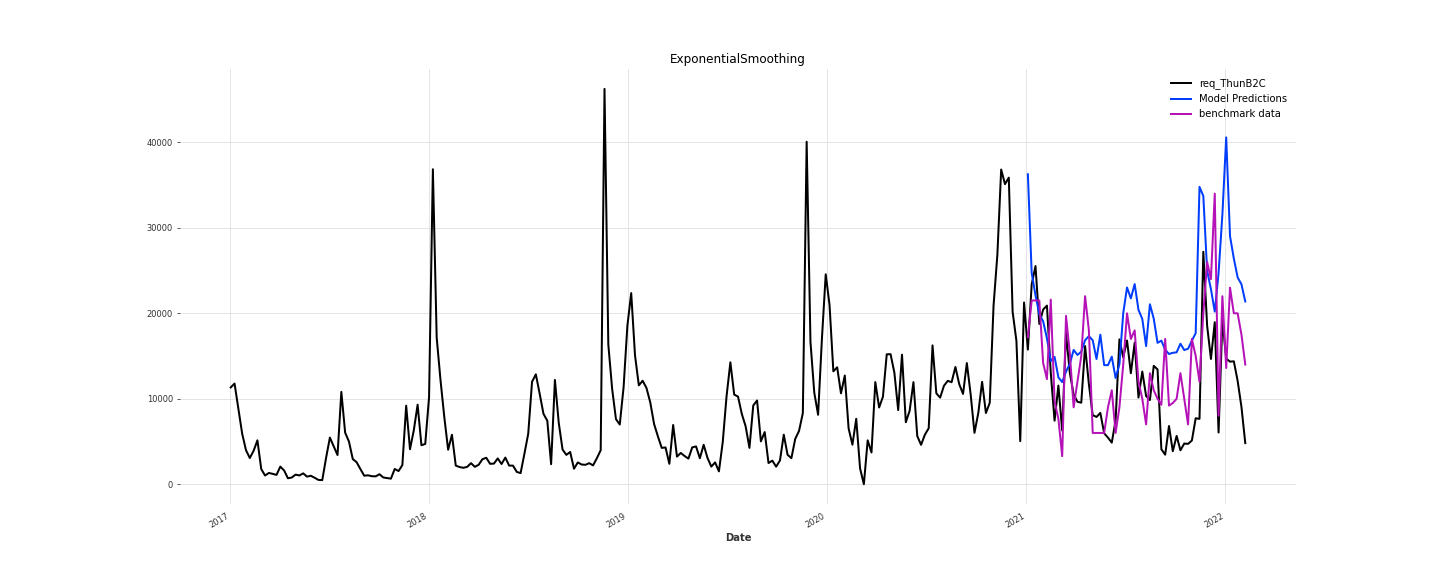 ExponentialSmoothing
req_ThunB2C
Model Predictions
benchmark data
40000
30000
20000
10000
0
2017
2018
2019
2020
2021
2022
Date